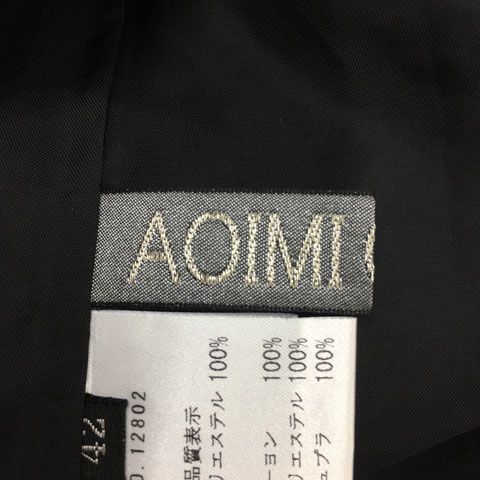 AOIMI
42
0.12802
品質表示
リエステル 100%
ーヨン 100%
リエステル 100%
ュプラ 100%